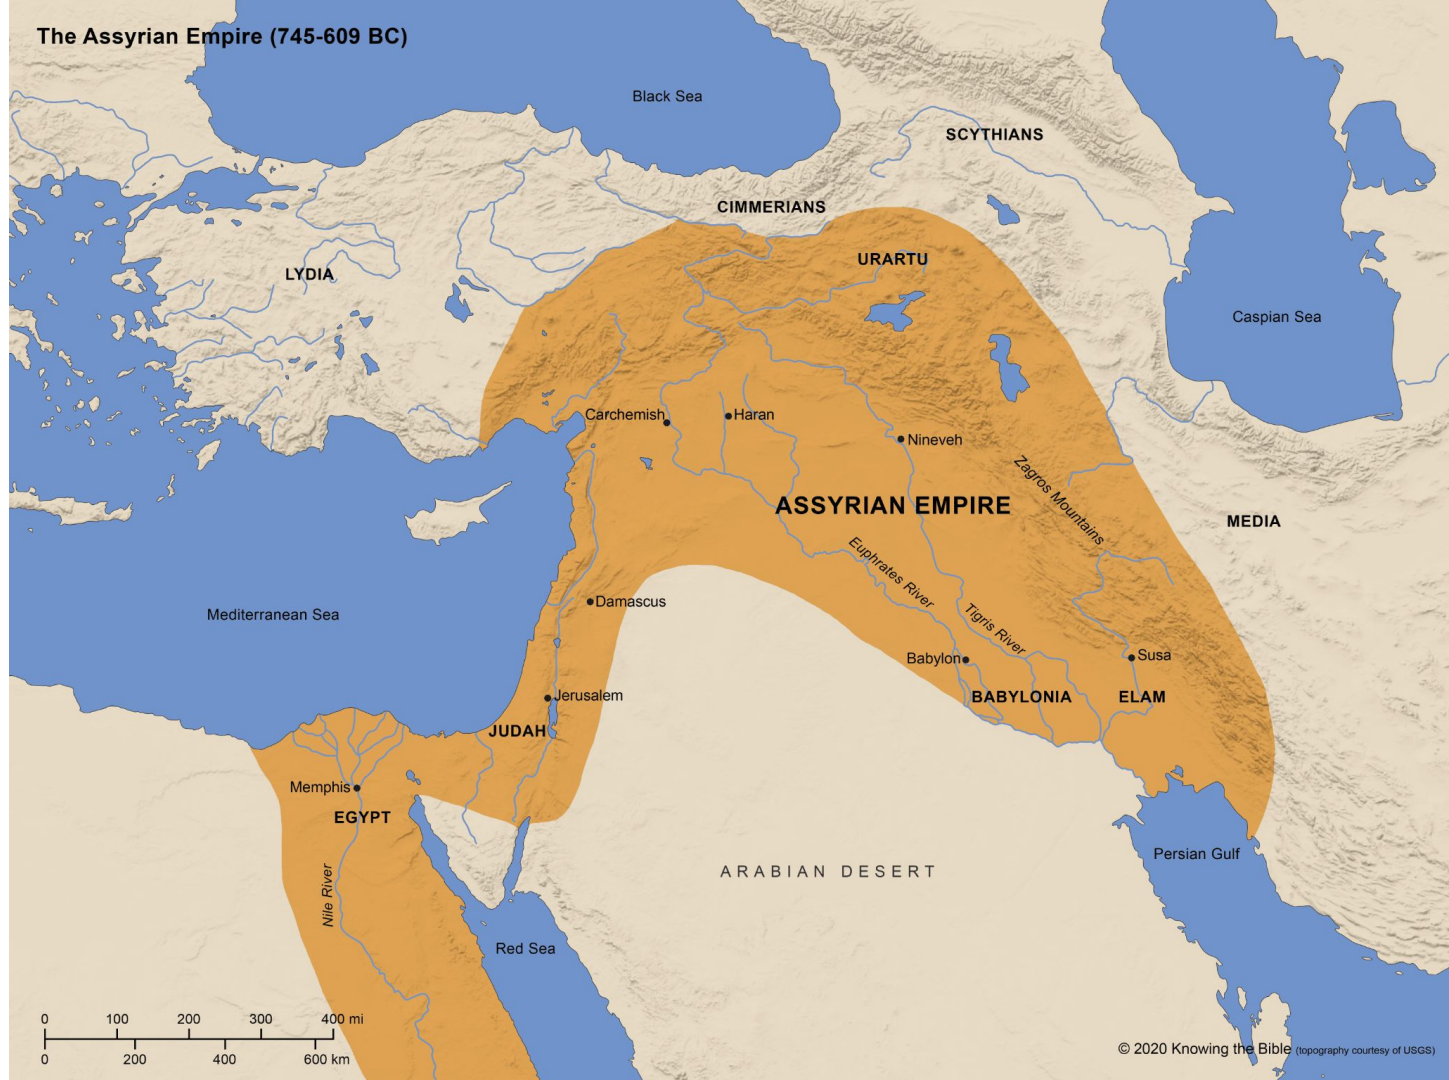 The Assyrian Empire (745-609 BC)
Black Sea
SCYTHIANS
CIMMERIANS
URARTU
LYDIA
Caspian Sea
Carchemish
Haran
Nineveh
Zagros Mountains
ASSYRIAN EMPIRE
MEDIA
Euphrates River
Mediterranean Sea
Damascus
Tigris River
Babylon
Susa
Jerusalem
BABYLONIA
ELAM
JUDAH
Memphis
EGYPT
Persian Gulf
ARABIAN DESERT
Nile River
Red Sea
0 100 200 300 400 mi
0 200 400 600 km
© 2020 Knowing the Bible (topography courtesy of USGS)